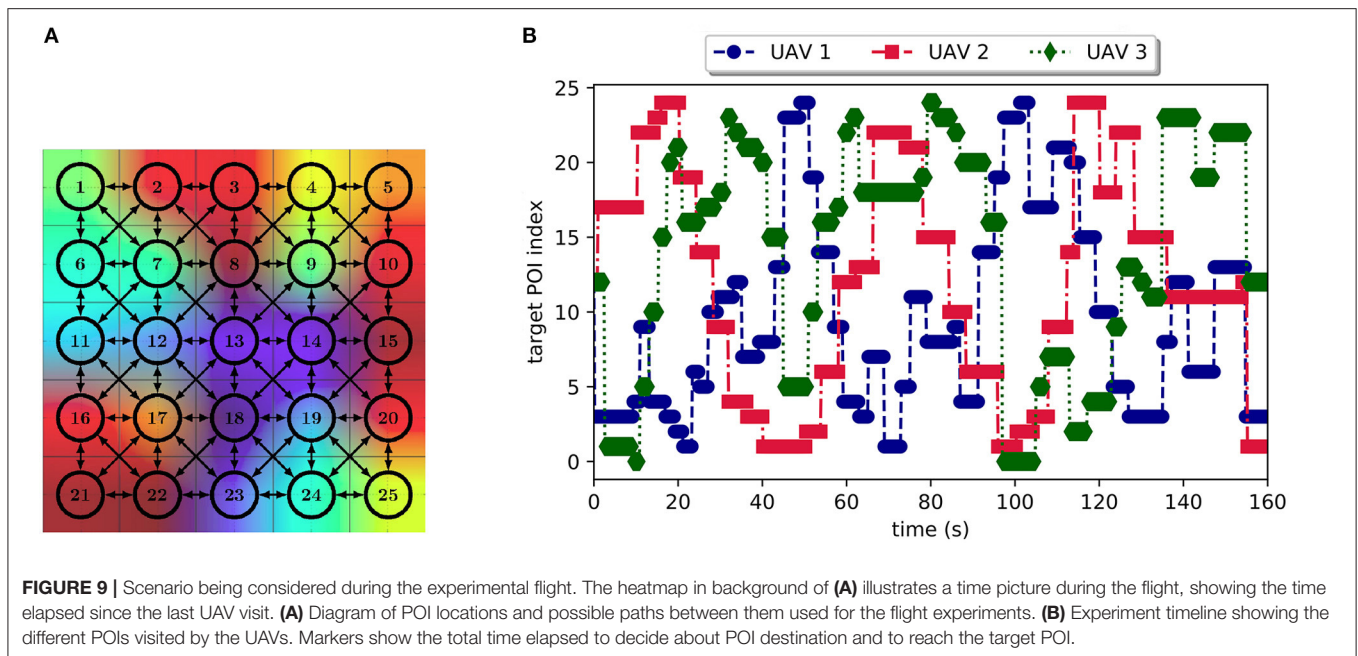 A
B
UAV 1 UAV 2 UAV 3
1 2 3 4 5
6 7 8 9 10
11 12 13 14 15
16 17 18 19 20
21 22 23 24 25
target POI index
25
20
15
10
5
0
0 20 40 60 80 100 120 140 160
time (s)
FIGURE 9 | Scenario being considered during the experimental flight. The heatmap in background of (A) illustrates a time picture during the flight, showing the time
elapsed since the last UAV visit. (A) Diagram of POI locations and possible paths between them used for the flight experiments. (B) Experiment timeline showing the
different POIs visited by the UAVs. Markers show the total time elapsed to decide about POI destination and to reach the target POI.